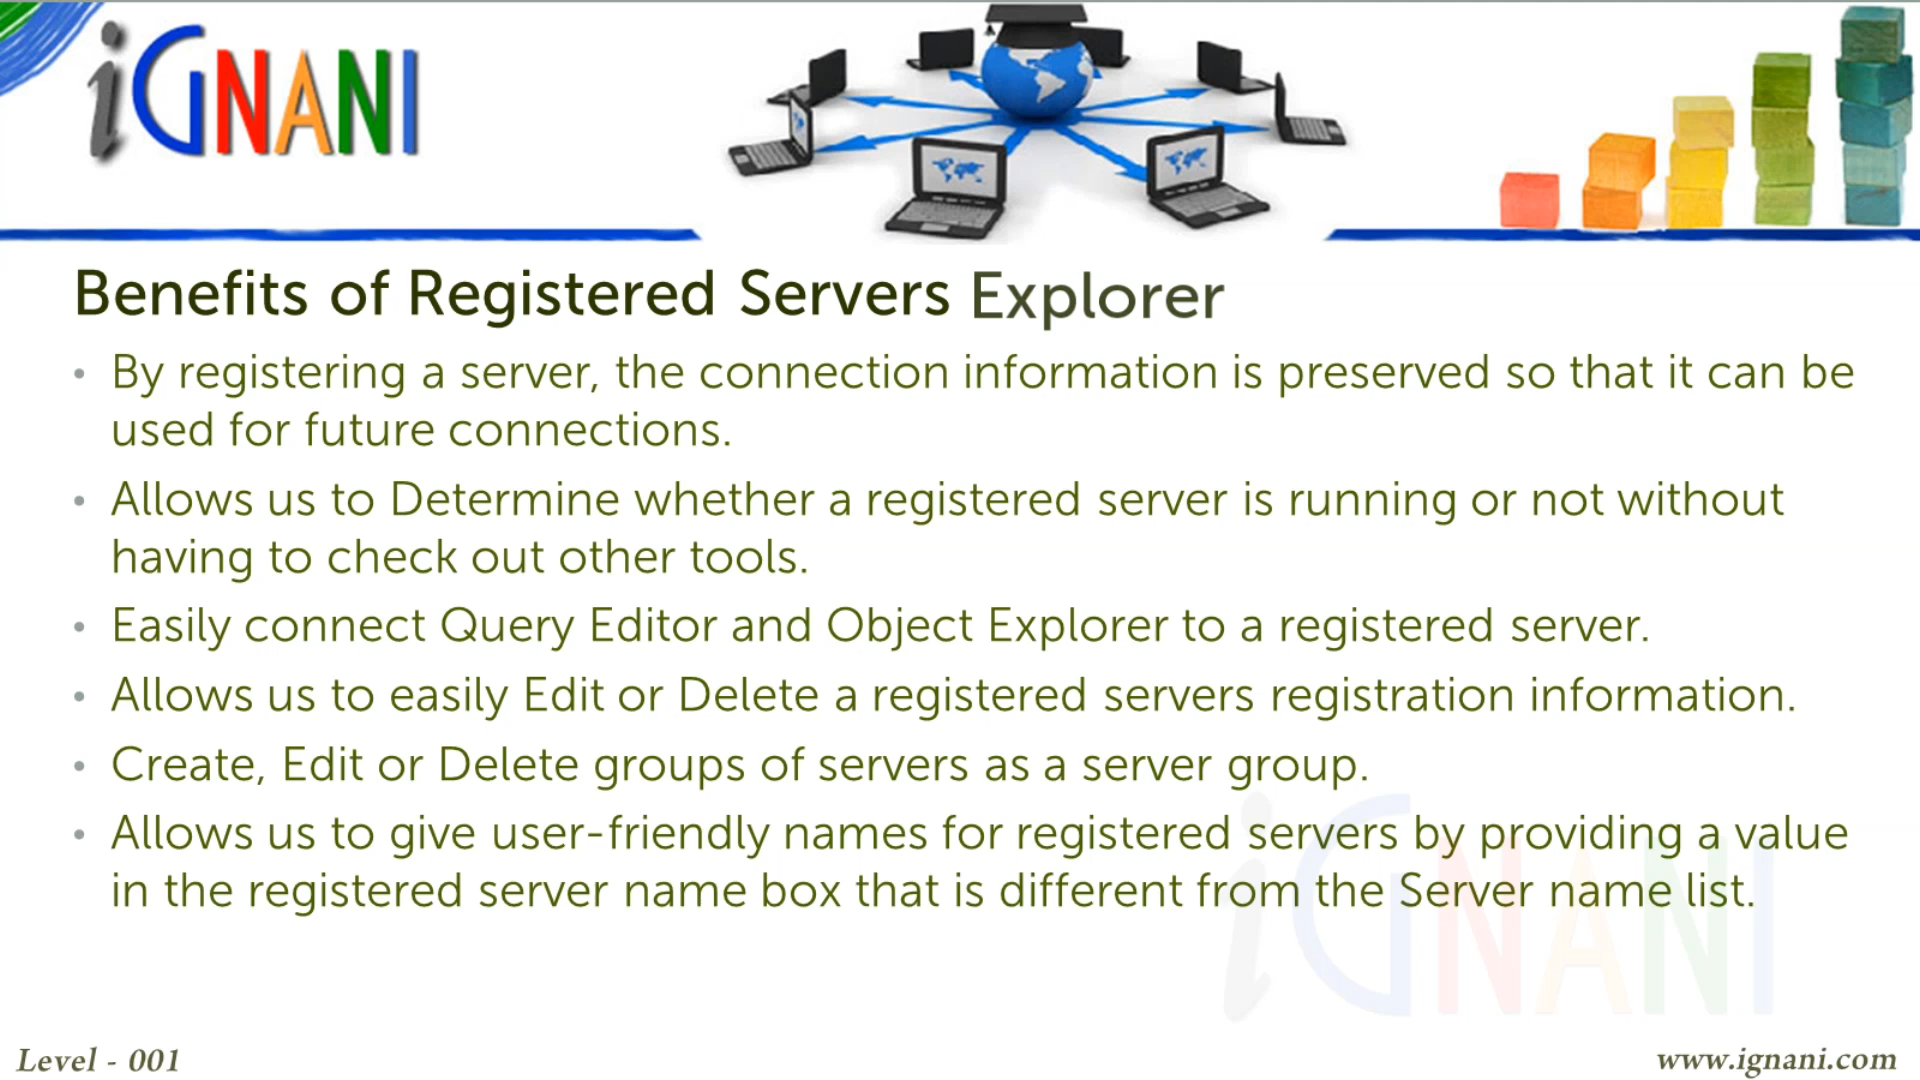 iGNANI
Benefits of Registered Servers Explorer
• By registering a server, the connection information is preserved so that it can be
used for future connections.
• Allows us to Determine whether a registered server is running or not without
having to check out other tools.
• Easily connect Query Editor and Object Explorer to a registered server.
• Allows us to easily Edit or Delete a registered servers registration information.
• Create, Edit or Delete groups of servers as a server group.
• Allows us to give user-friendly names for registered servers by providing a value
in the registered server name box that is different from the Server name list.
iGNANI
Level - 001
www.ignani.com